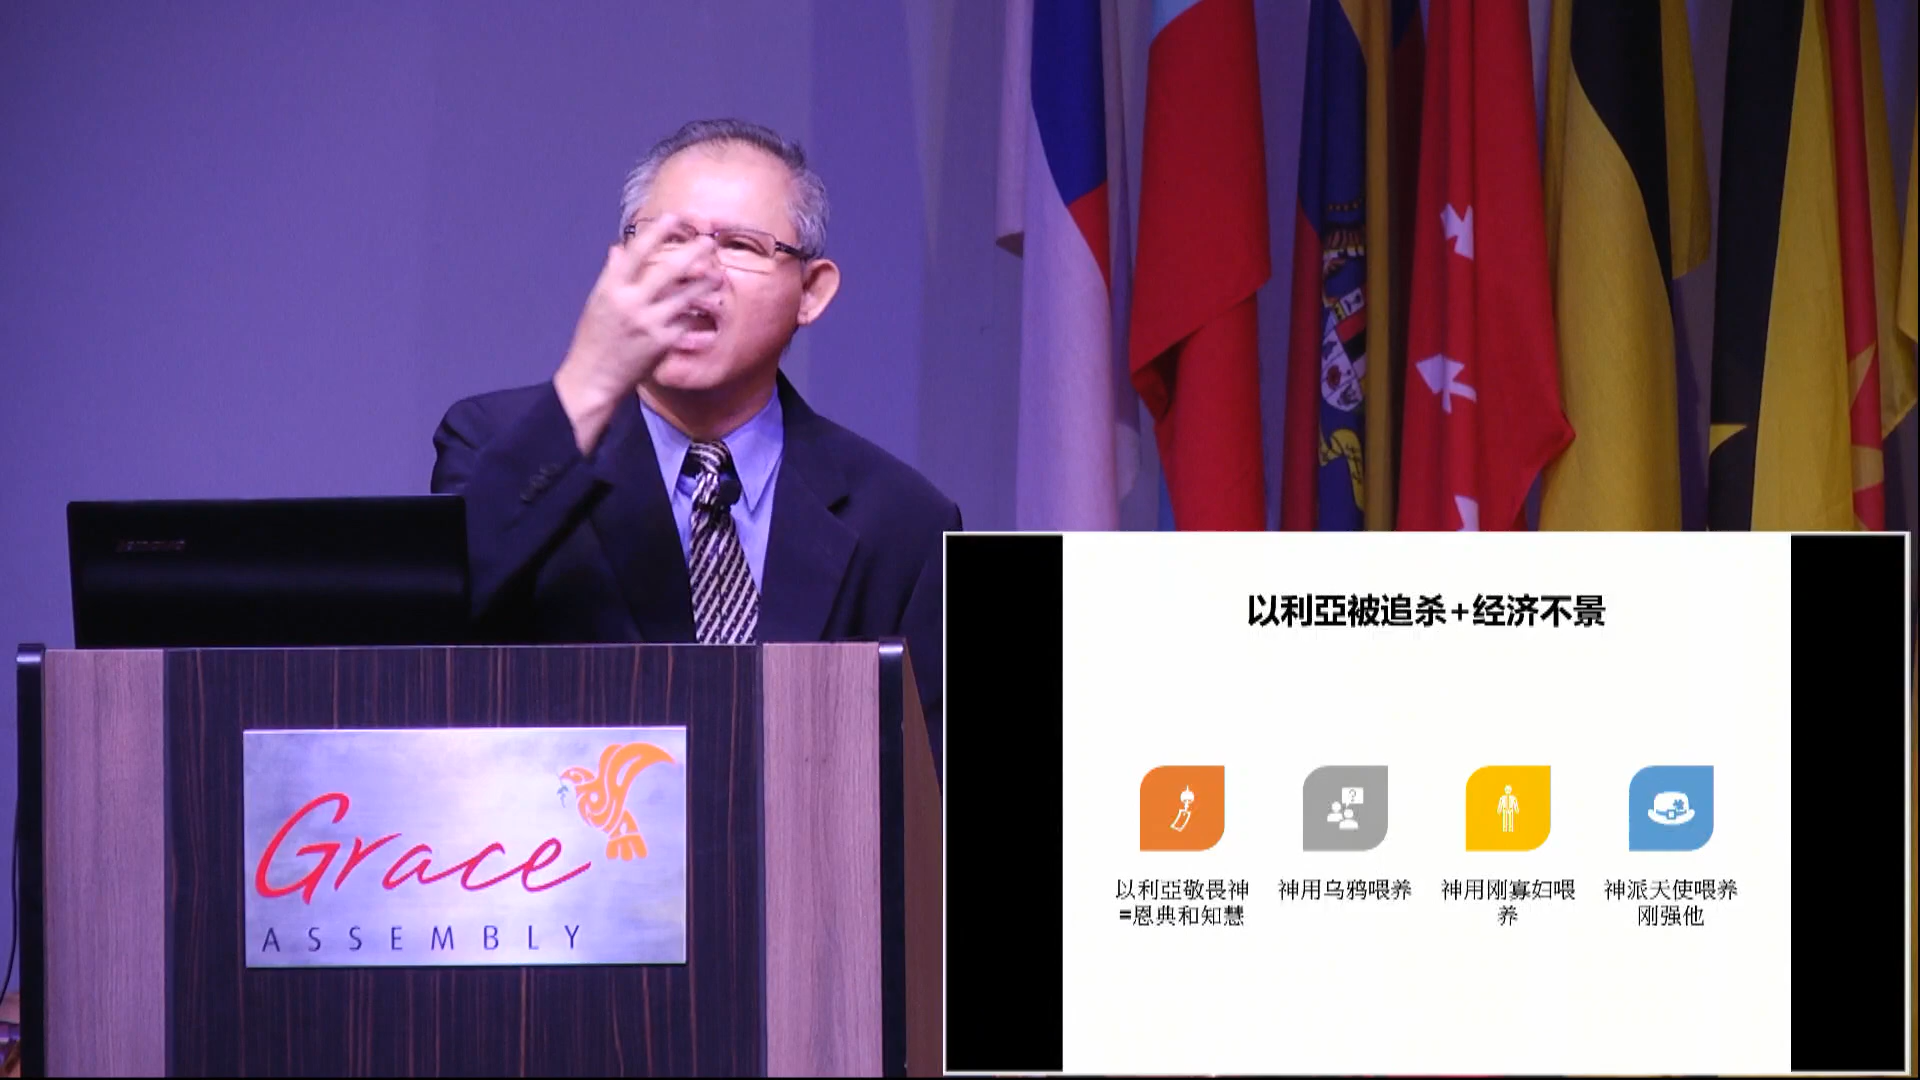 lenovo
Grace
ASSEMBLY
以利亞被追杀+经济不景
以利亞敬畏神
=恩典和知慧
神用乌鸦喂养
神用刚寡妇喂
养
神派天使喂养
刚强他